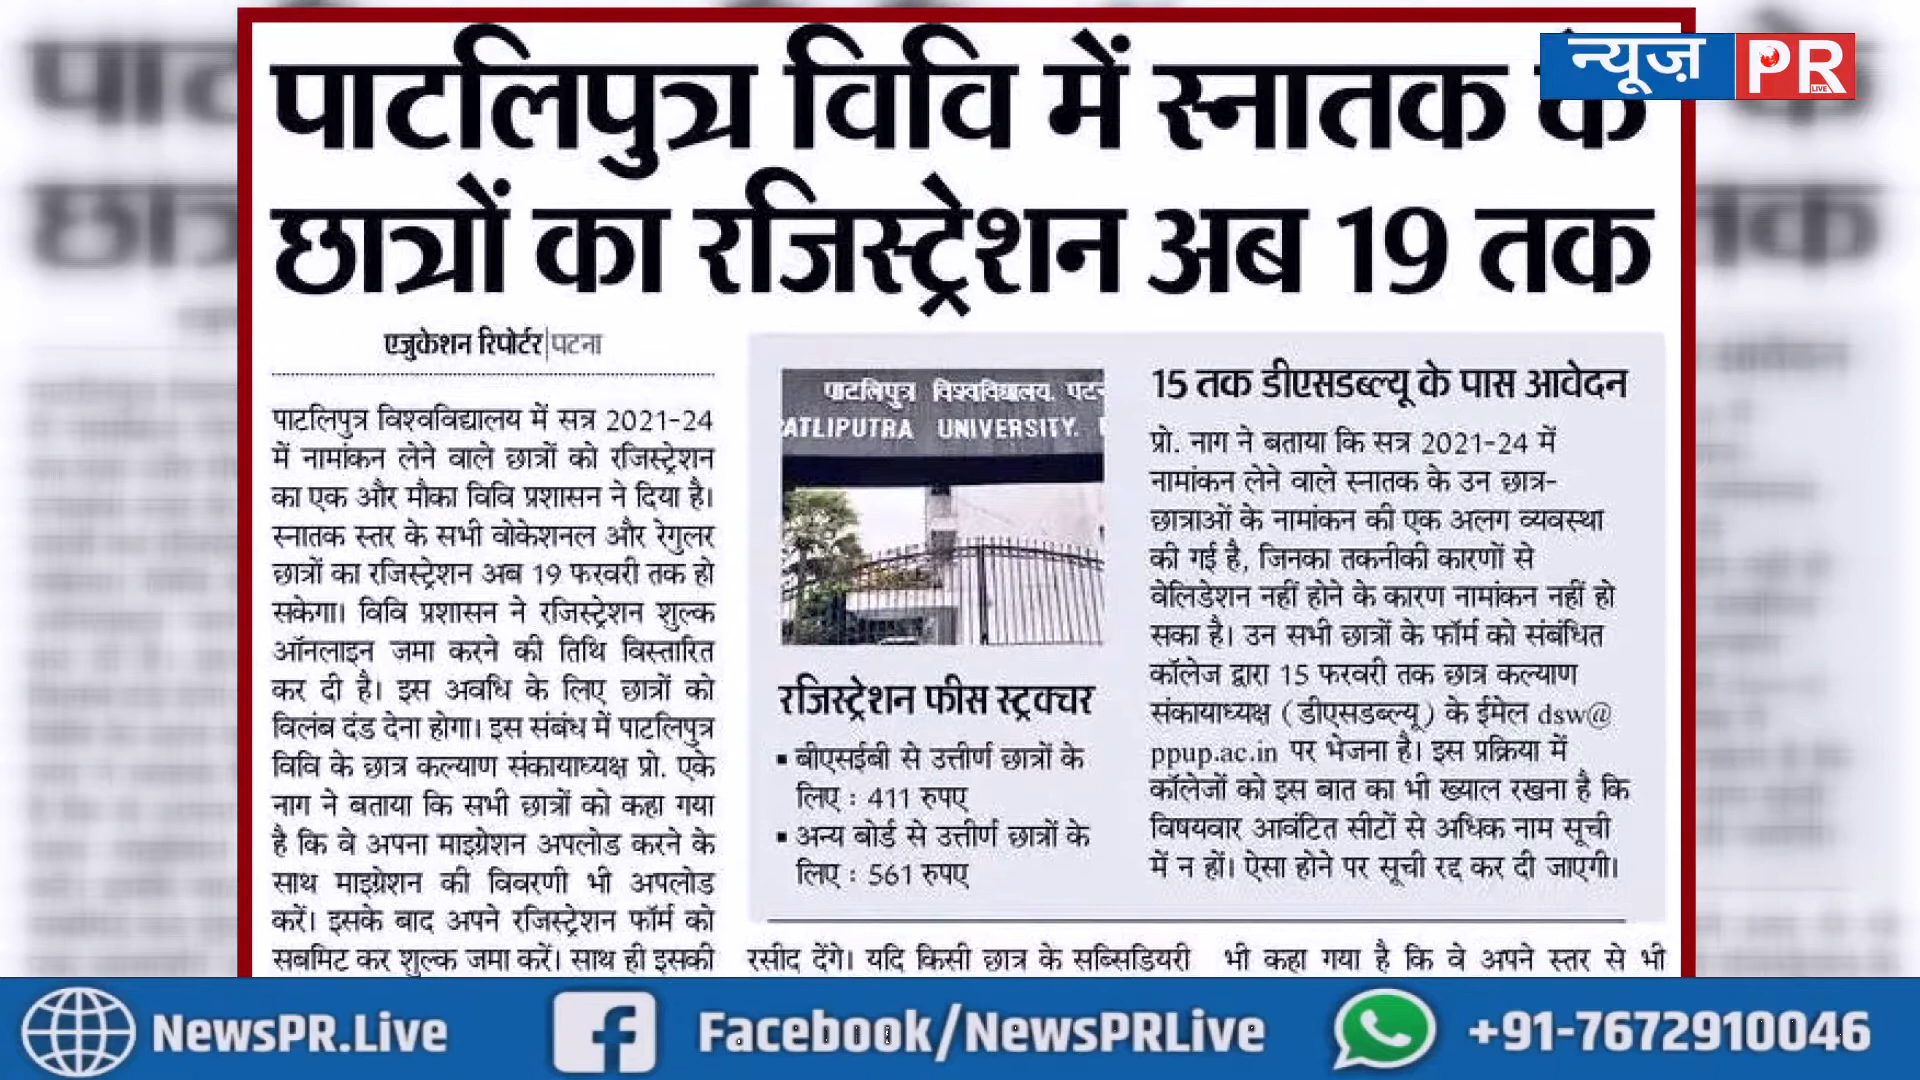 पाटलिपुत्र विवि में स्नातक के
छात्रों का रजिस्ट्रेशन अब 19 तक
न्यूज़ PR
LIVE
एजुकेशन रिपोर्टर|पटना
पाटलिपुत्र विश्वविद्यालय में सत्र 2021-24
में नामांकन लेने वाले छात्रों को रजिस्ट्रेशन
का एक और मौका विवि प्रशासन ने दिया है।
स्नातक स्तर के सभी वोकेशनल और रेगुलर
छात्रों का रजिस्ट्रेशन अब 19 फरवरी तक हो
सकेगा। विवि प्रशासन ने रजिस्ट्रेशन शुल्क
ऑनलाइन जमा करने की तिथि विस्तारित
कर दी है। इस अवधि के लिए छात्रों को
विलंब दंड देना होगा। इस संबंध में पाटलिपुत्र
विवि के छात्र कल्याण संकायाध्यक्ष प्रो. एके
नाग ने बताया कि सभी छात्रों को कहा गया
है कि वे अपना माइग्रेशन अपलोड करने के
साथ माइग्रेशन की विवरणी भी अपलोड
करें। इसके बाद अपने रजिस्ट्रेशन फॉर्म को
सबमिट कर शुल्क जमा करें। साथ ही इसकी
पाटलिपुत्र विश्वविद्यालय, पटन
ATLIPUTRA UNIVERSITY.
रजिस्ट्रेशन फीस स्ट्रक्चर
▪ बीएसईबी से उत्तीर्ण छात्रों के
लिए : 411 रुपए
▪ अन्य बोर्ड से उत्तीर्ण छात्रों के
लिए : 561 रुपए
15 तक डीएसडब्ल्यू के पास आवेदन
प्रो. नाग ने बताया कि सत्र 2021-24 में
नामांकन लेने वाले स्नातक के उन छात्र-
छात्राओं के नामांकन की एक अलग व्यवस्था
की गई है, जिनका तकनीकी कारणों से
वेलिडेशन नहीं होने के कारण नामांकन नहीं हो
सका है। उन सभी छात्रों के फॉर्म को संबंधित
कॉलेज द्वारा 15 फरवरी तक छात्र कल्याण
संकायाध्यक्ष (डीएसडब्ल्यू) के ईमेल dsw@
ppup.ac.in पर भेजना है। इस प्रक्रिया में
कॉलेजों को इस बात का भी ख्याल रखना है कि
विषयवार आवंटित सीटों से अधिक नाम सूची
में न हों। ऐसा होने पर सूची रद्द कर दी जाएगी।
रसीद देंगे। यदि किसी छात्र के सब्सिडियरी
भी कहा गया है कि वे अपने स्तर से भी
NewsPR.Live
Facebook/NewsPRLive
+91-7672910046